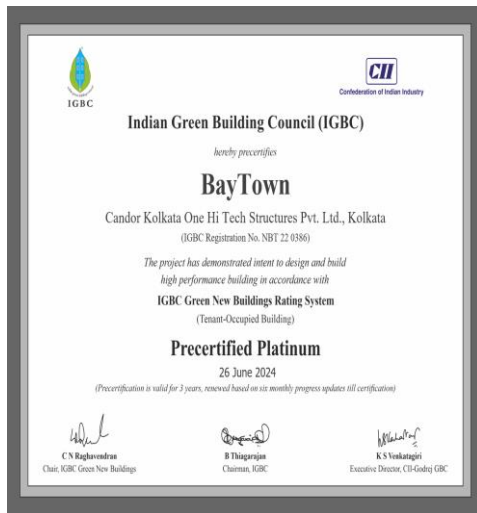 IGBC
CII
Confederation of Indian Industry
Indian Green Building Council (IGBC)
hereby precertifies
BayTown
Candor Kolkata One Hi Tech Structures Pvt. Ltd., Kolkata
(IGBC Registration No. NBT 22 0386)
The project has demonstrated intent to design and build
high performance building in accordance with
IGBC Green New Buildings Rating System
(Tenant-Occupied Building)
Precertified Platinum
26 June 2024
(Precertification is valid for 3 years, renewed based on six monthly progress updates till certification)
C N Raghavendran
Chair, IGBC Green New Buildings
B Thiagarajan
Chairman, IGBC
K S Venkatagiri
Executive Director, CII-Godrej GBC